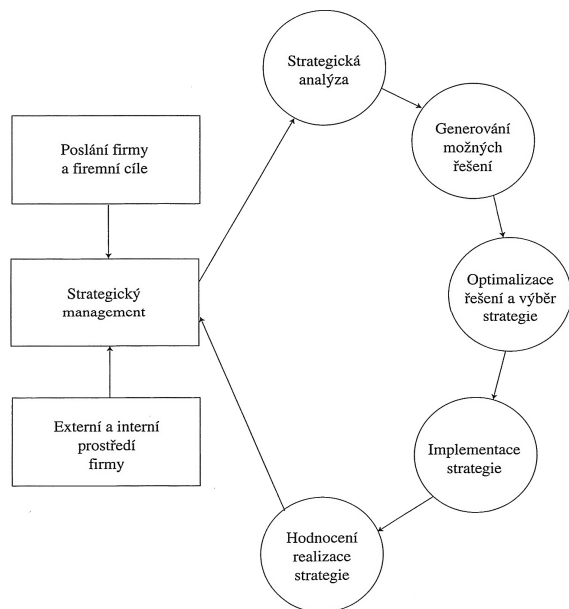 Strategická
analýza
Generování
možných
řešení
Poslání firmy
a firemní cíle
Strategický
management
Optimalizace
řešení a výběr
strategie
Externí a interní
prostředí
firmy
Implementace
strategie
Hodnocení
realizace
strategie